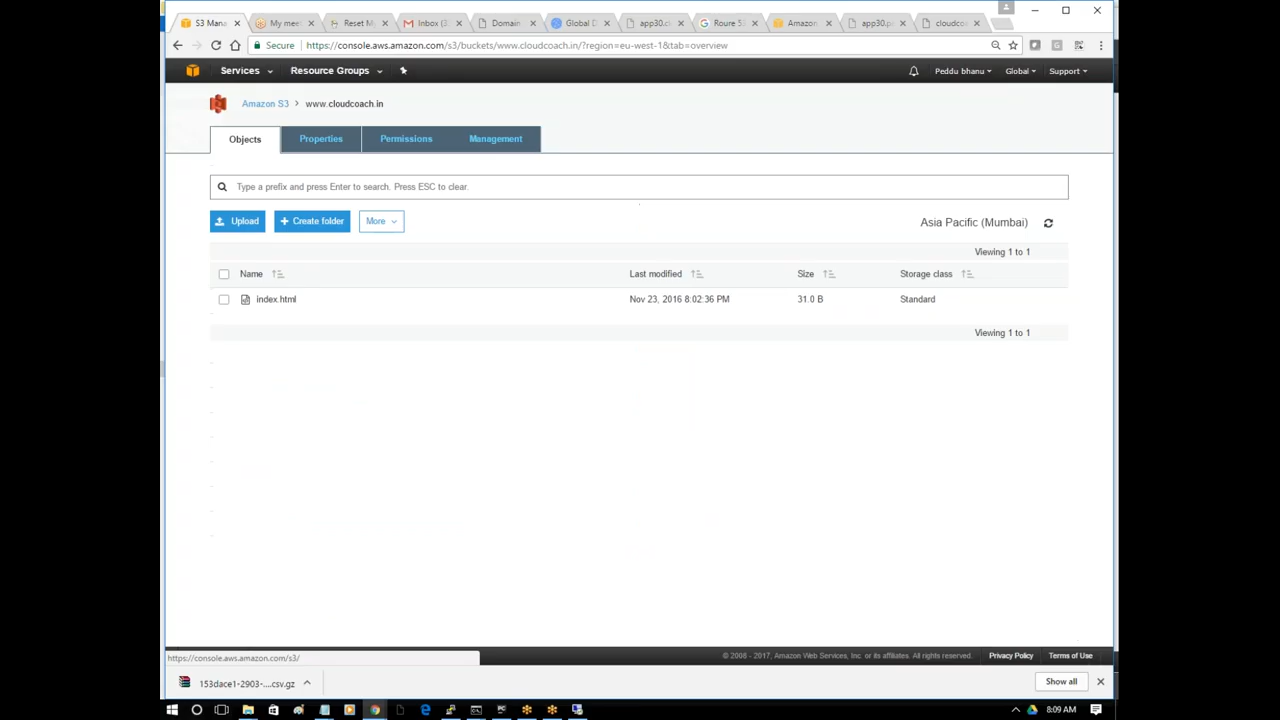 S3 Mana
My mee
Reset M
Inbox (3
Domain
Global D
app30.cl
Roure 53
Amazon
app30.p
cloudco
Secure
https://console.aws.amazon.com/s3/buckets/www.cloudcoach.in/?region=eu-west-1&tab=overview
Services
Resource Groups
Peddu bhanu
Global
Support
Amazon S3 > www.cloudcoach.in
Objects
Properties
Permissions
Management
Type a prefix and press Enter to search. Press ESC to clear.
Upload
+ Create folder
More
Asia Pacific (Mumbai)
Viewing 1 to 1
Name
Last modified
Size
Storage class
index.html
Nov 23, 2016 8:02:36 PM
31.0 B
Standard
Viewing 1 to 1
https://console.aws.amazon.com/s3/
© 2008 - 2017, Amazon Web Services, Inc. or its affiliates. All rights reserved.
Privacy Policy
Terms of Use
153dace1-2903-....csv.gz
Show all
8:09 AM